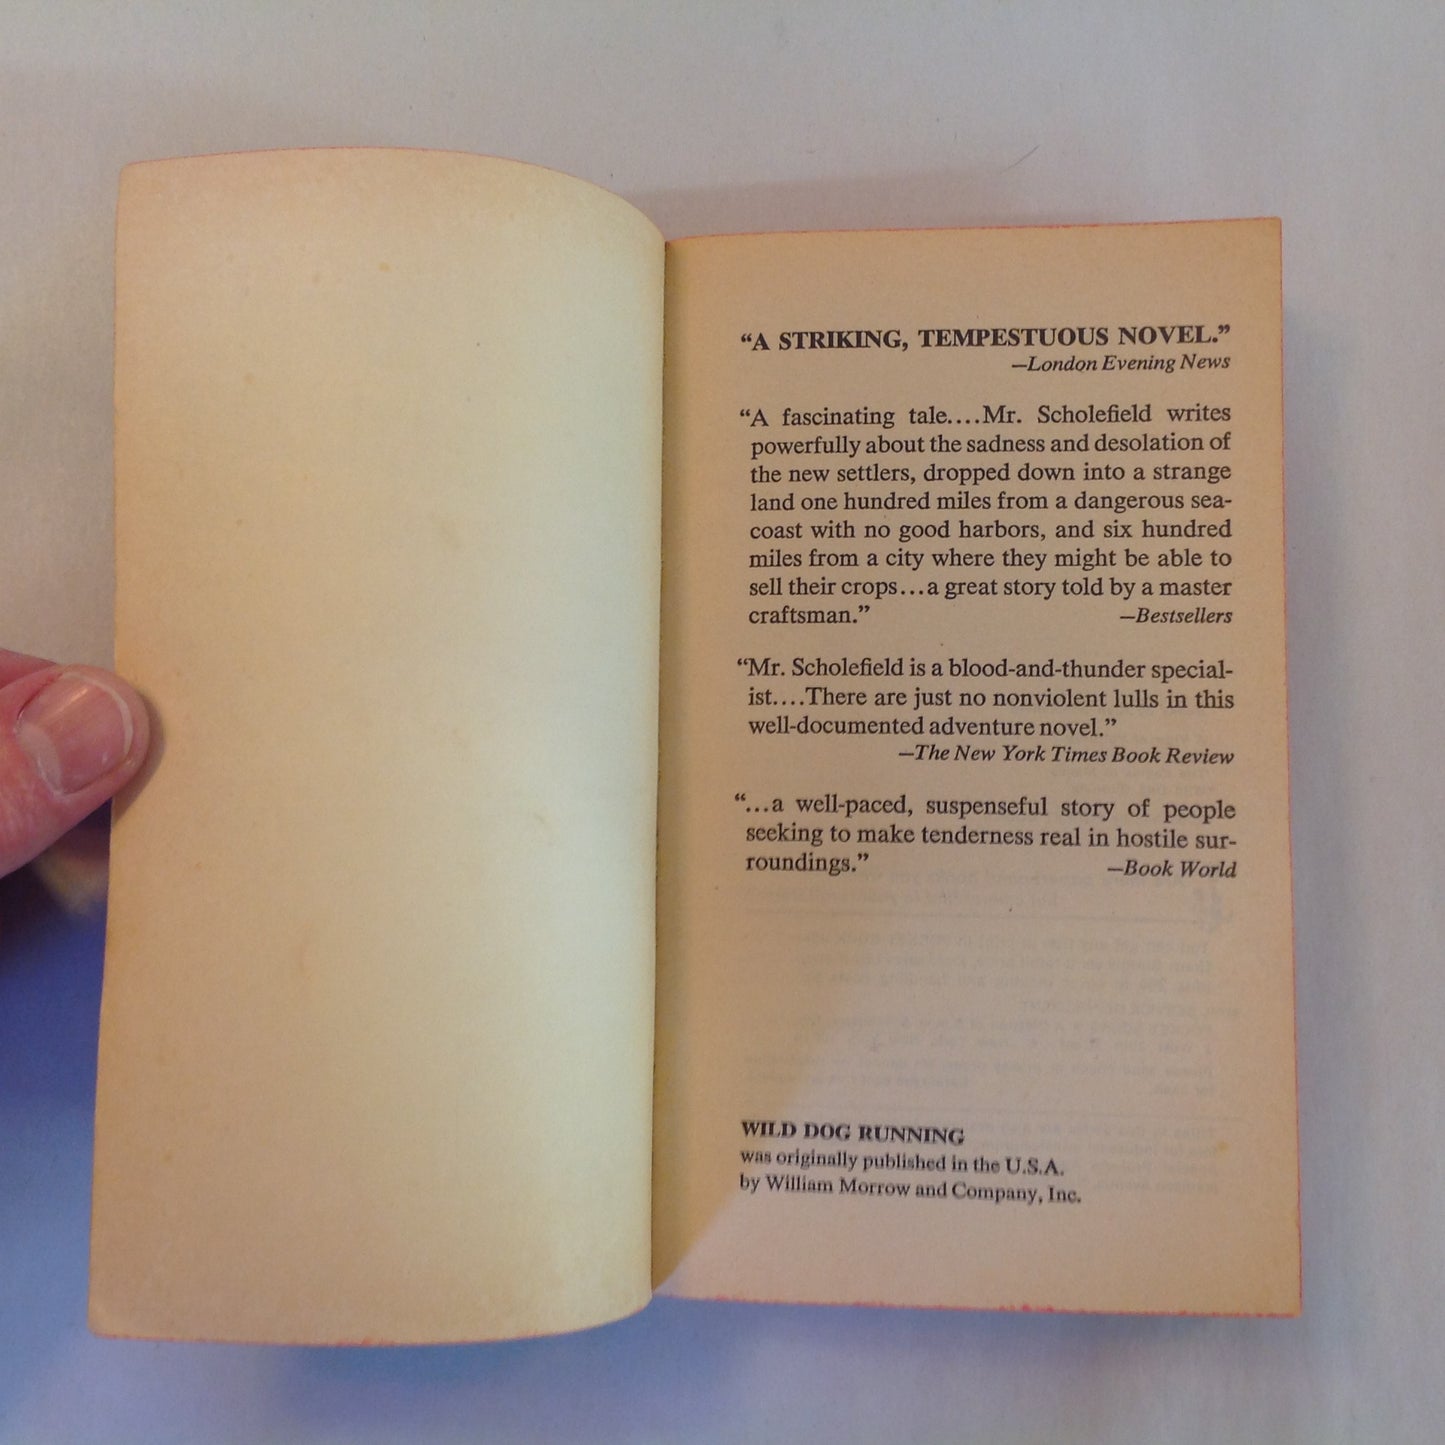 “A STRIKING, TEMPESTUOUS NOVEL.”
—London Evening News
“A fascinating tale....Mr. Scholefield writes
powerfully about the sadness and desolation of
the new settlers, dropped down into a strange
land one hundred miles from a dangerous sea-
coast with no good harbors, and six hundred
miles from a city where they might be able to
sell their crops...a great story told by a master
craftsman.” —Bestsellers
“Mr. Scholefield is a blood-and-thunder special-
ist....There are just no nonviolent lulls in this
well-documented adventure novel.”
—The New York Times Book Review
“...a well-paced, suspenseful story of people
seeking to make tenderness real in hostile sur-
roundings.” —Book World
WILD DOG RUNNING
was originally published in the U.S.A.
by William Morrow and Company, Inc.